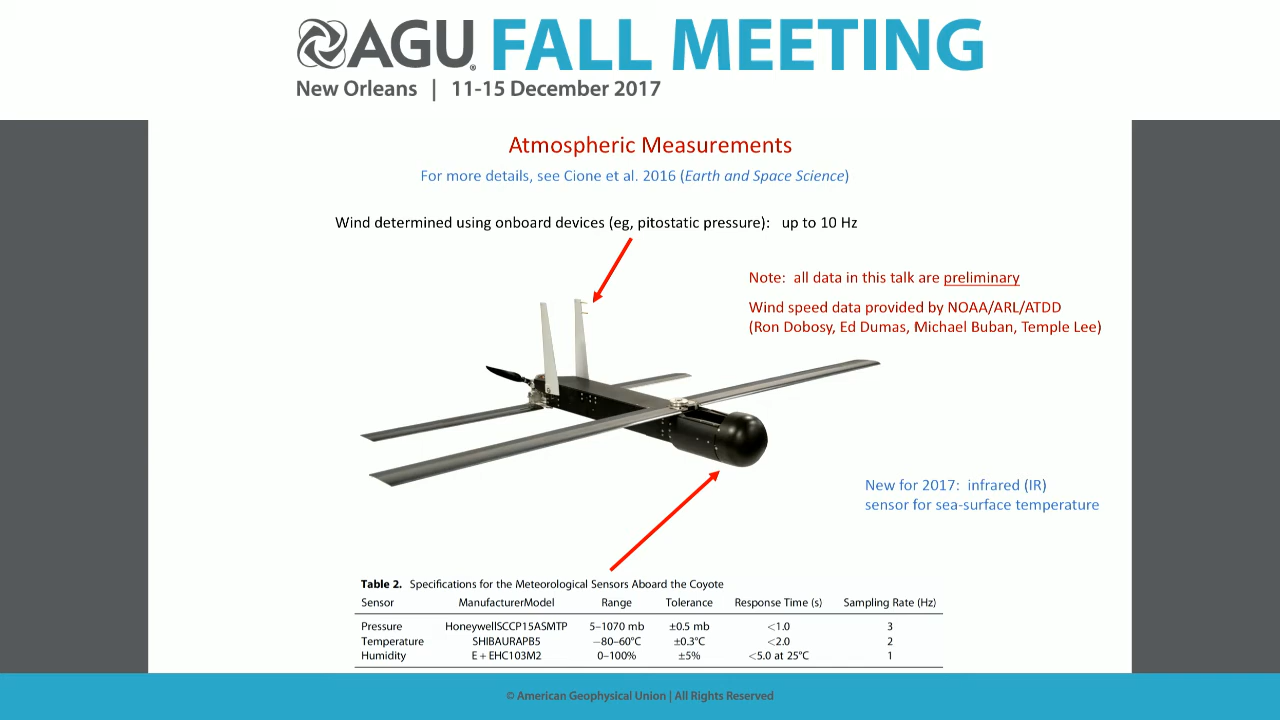 AGU FALL MEETING
New Orleans | 11-15 December 2017
Atmospheric Measurements
For more details, see Cione et al. 2016 (Earth and Space Science)
Wind determined using onboard devices (eg, pitostatic pressure): up to 10 Hz
Note: all data in this talk are preliminary
Wind speed data provided by NOAA/ARL/ATDD
(Ron Dobosy, Ed Dumas, Michael Buban, Temple Lee)
New for 2017: infrared (IR)
sensor for sea-surface temperature
Table 2. Specifications for the Meteorological Sensors Aboard the Coyote
Sensor ManufacturerModel Range Tolerance Response Time (s) Sampling Rate (Hz)
Pressure HoneywellSCCP15ASMTP 5–1070 mb ±0.5 mb <1.0 3
Temperature SHIBAURAPB5 −80–60°C ±0.3°C <2.0 2
Humidity E+EHC103M2 0–100% ±5% <5.0 at 25°C 1
© American Geophysical Union | All Rights Reserved